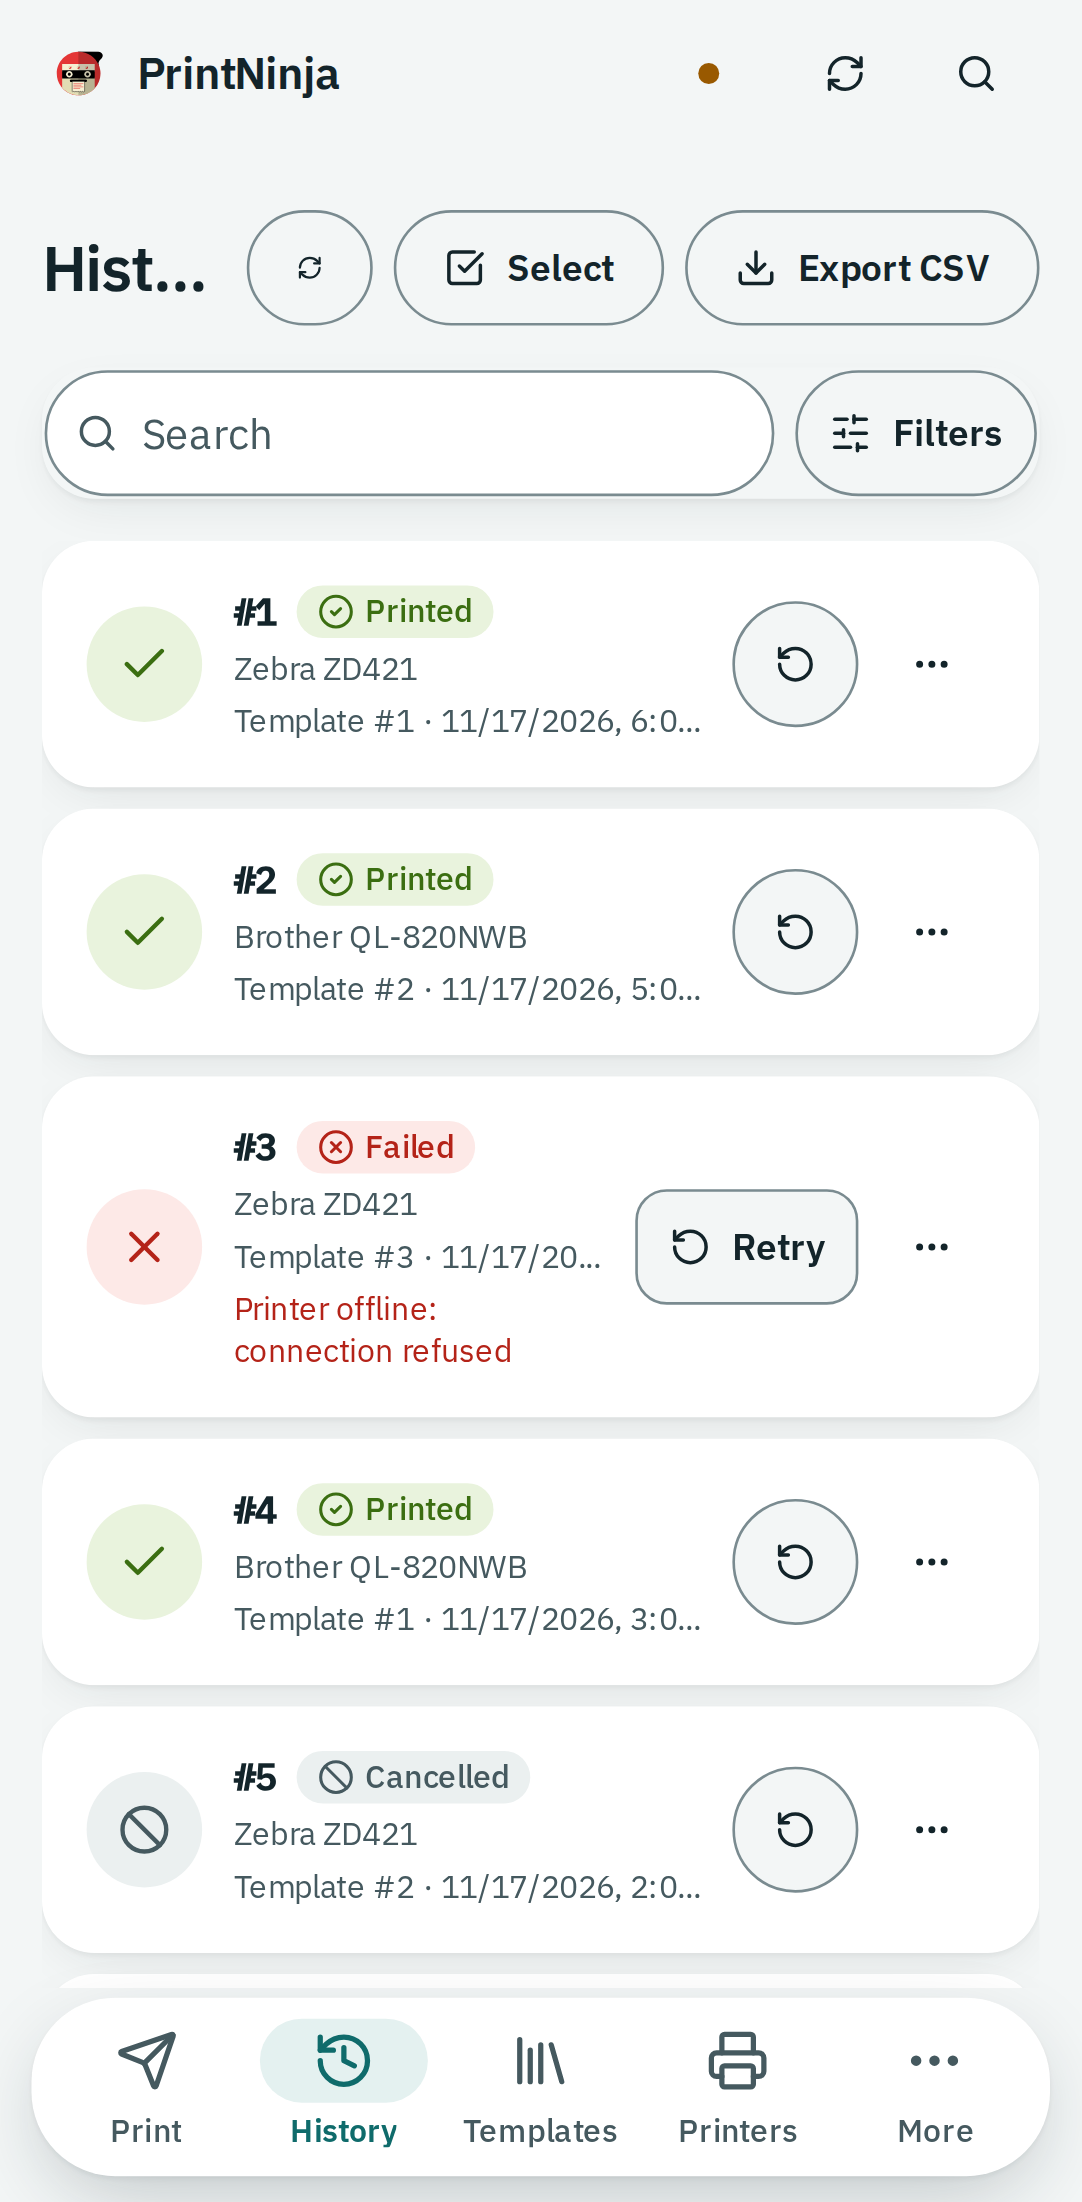 PrintNinja
Hist...
Select
Export CSV
Search
Filters
#1 Printed
Zebra ZD421
Template #1 · 11/17/2026, 6:0...
#2 Printed
Brother QL-820NWB
Template #2 · 11/17/2026, 5:0...
#3 Failed
Zebra ZD421
Template #3 · 11/17/20...
Printer offline:
connection refused
Retry
#4 Printed
Brother QL-820NWB
Template #1 · 11/17/2026, 3:0...
#5 Cancelled
Zebra ZD421
Template #2 · 11/17/2026, 2:0...
Print
History
Templates
Printers
More